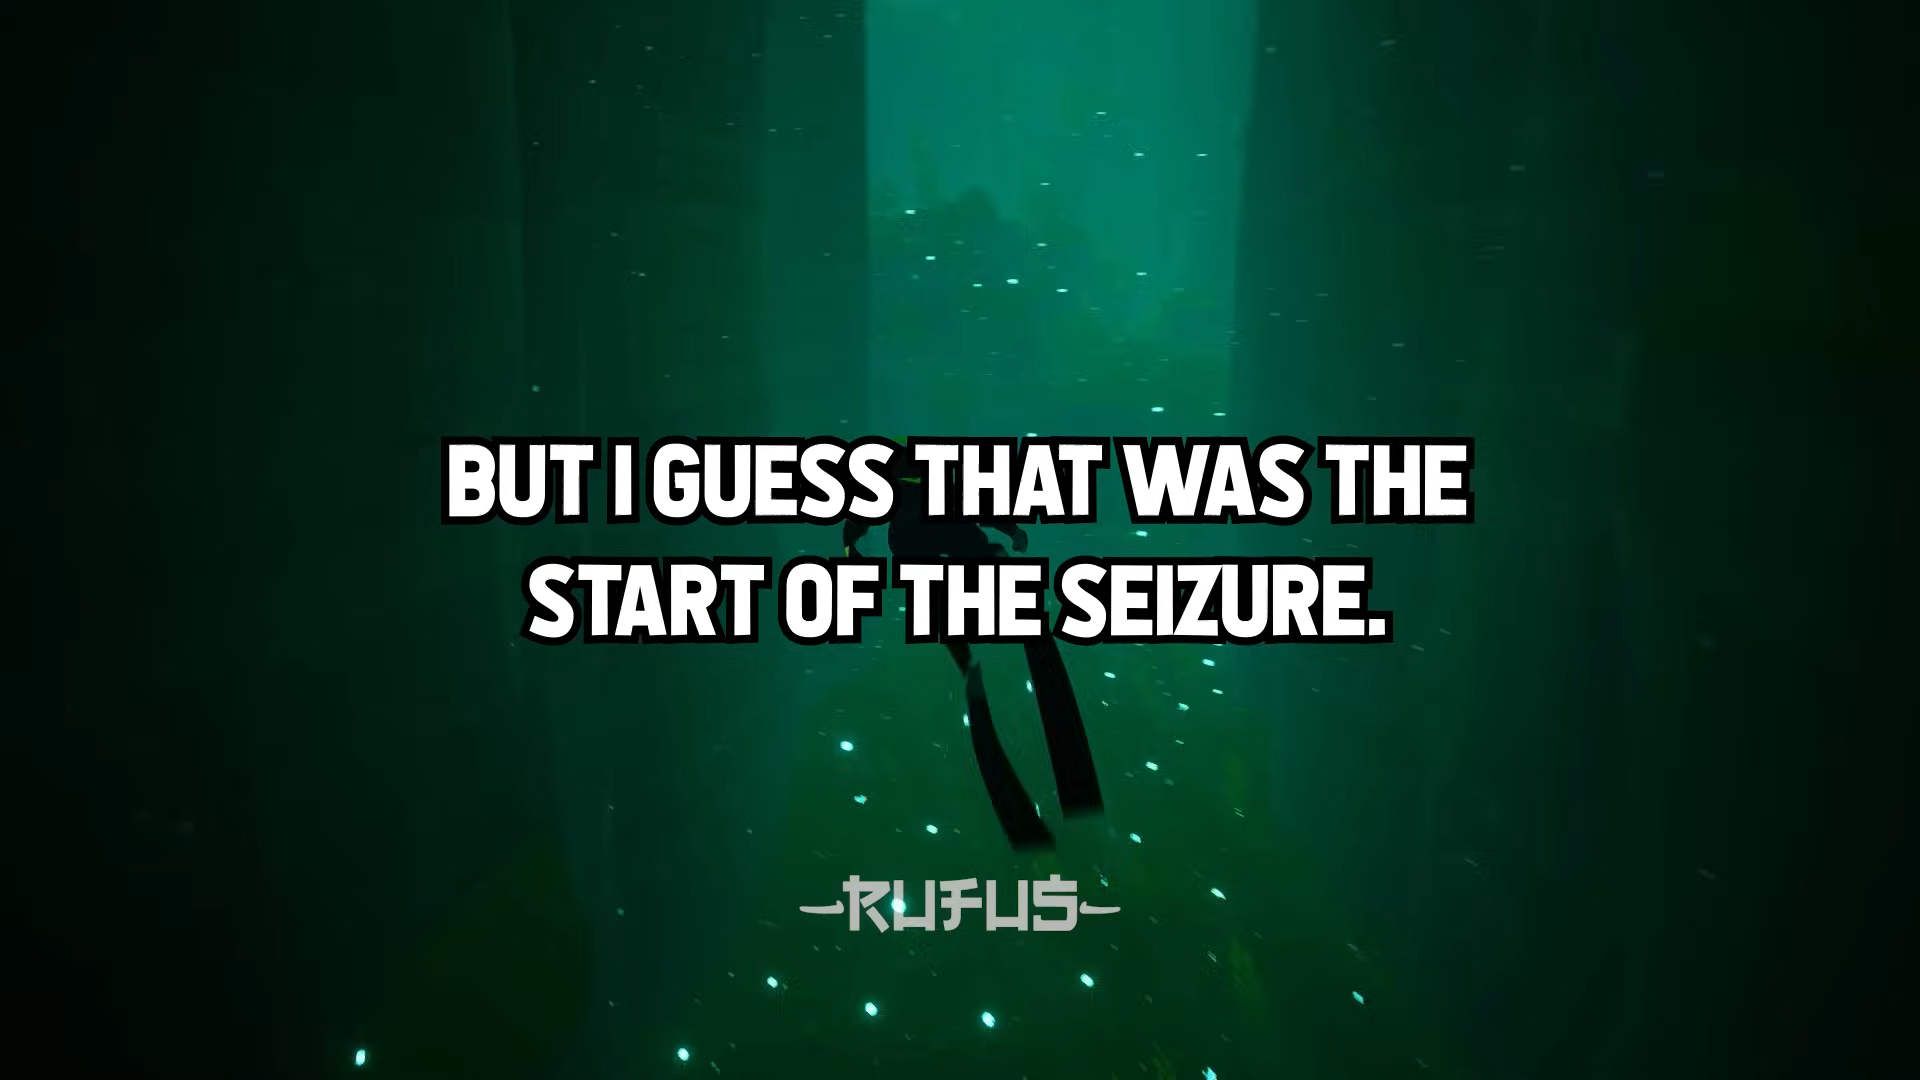 BUT I GUESS THAT WAS THE
START OF THE SEIZURE.
-RUFUS-